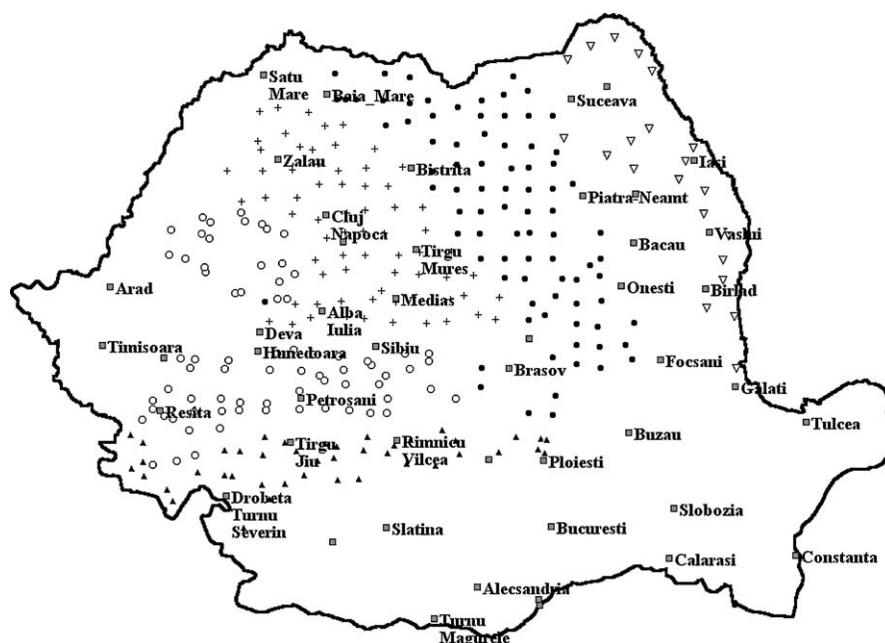 Satu
Mare
Baia_Mare
Suceava
Zalau
Bistrita
Iasi
Piatra-Neamt
Cluj
Napoca
Tirgu
Mures
Vaslui
Bacau
Arad
Medias
Onesti
Birlad
Alba
Iulia
Deva
Hunedoara
Timisoara
Sibiu
Brasov
Focsani
Galati
Petrosani
Resita
Tulcea
Tirgu
Jiu
Rimnicu
Vilcea
Buzau
Ploiesti
Drobeta
Turnu
Severin
Slatina
Bucuresti
Slobozia
Calarasi
Constanta
Alecsandria
Turnu
Magurele